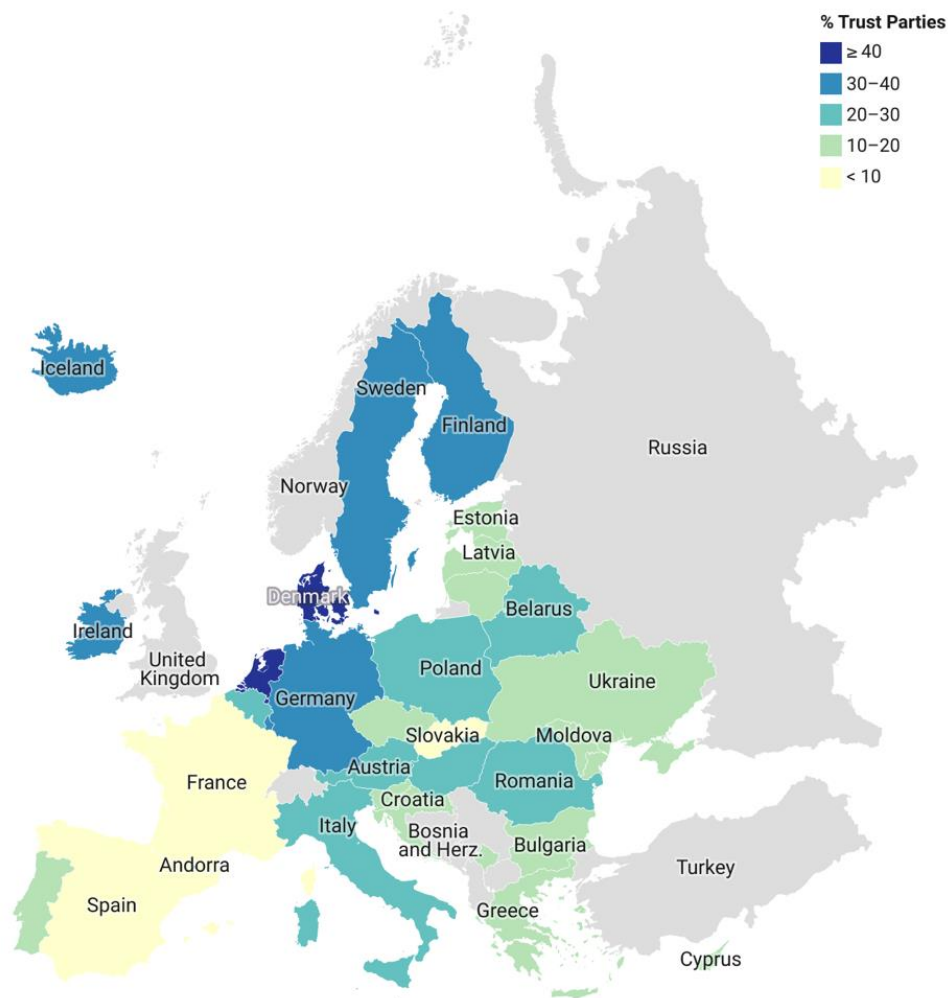 % Trust Parties
≥ 40
30–40
20–30
10–20
< 10
Iceland
Sweden
Finland
Russia
Norway
Estonia
Latvia
Denmark
Belarus
Ireland
United
Kingdom
Poland
Ukraine
Germany
Slovakia
Moldova
Austria
France
Romania
Croatia
Italy
Bosnia
and Herz.
Bulgaria
Andorra
Turkey
Spain
Greece
Cyprus